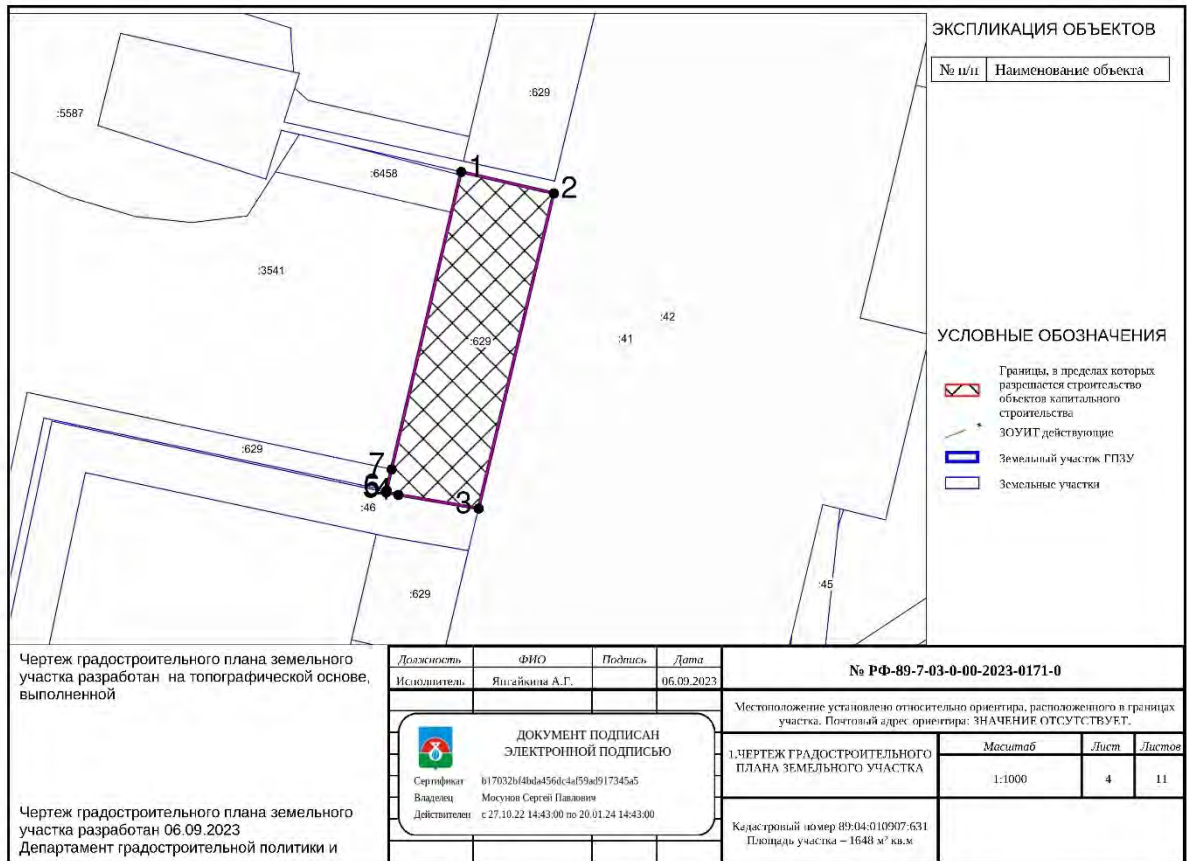 ЭКСПЛИКАЦИЯ ОБЪЕКТОВ
№ п/п Наименование объекта
:629
:5587
:6458
1
2
:3541
:42
:41
:629
УСЛОВНЫЕ ОБОЗНАЧЕНИЯ
Границы, в пределах которых
разрешается строительство
объектов капитального
строительства
ЗОУИТ действующие
Земельный участок ГПЗУ
Земельные участки
:629
7
3
:46
:45
:629
Чертеж градостроительного плана земельного
участка разработан на топографической основе,
выполненной
Чертеж градостроительного плана земельного
участка разработан 06.09.2023
Департамент градостроительной политики и
Должность ФИО Подпись Дата
Исполнитель Янгайкина А.Г. 06.09.2023
ДОКУМЕНТ ПОДПИСАН
ЭЛЕКТРОННОЙ ПОДПИСЬЮ
Сертификат
Владелец Мосунов Сергей Павлович
Действителен с 27.10.22 14:43:00 по 20.01.24 14:43:00
№ РФ-89-7-03-0-00-2023-0171-0
Местоположение установлено относительно ориентира, расположенного в границах
участка. Почтовый адрес ориентира: ЗНАЧЕНИЕ ОТСУТСТВУЕТ.
1.ЧЕРТЕЖ ГРАДОСТРОИТЕЛЬНОГО
ПЛАНА ЗЕМЕЛЬНОГО УЧАСТКА
Масштаб Лист Листов
1:1000 4 11
Кадастровый номер 89:04:010907:631
Площадь участка – 1648 м² кв.м